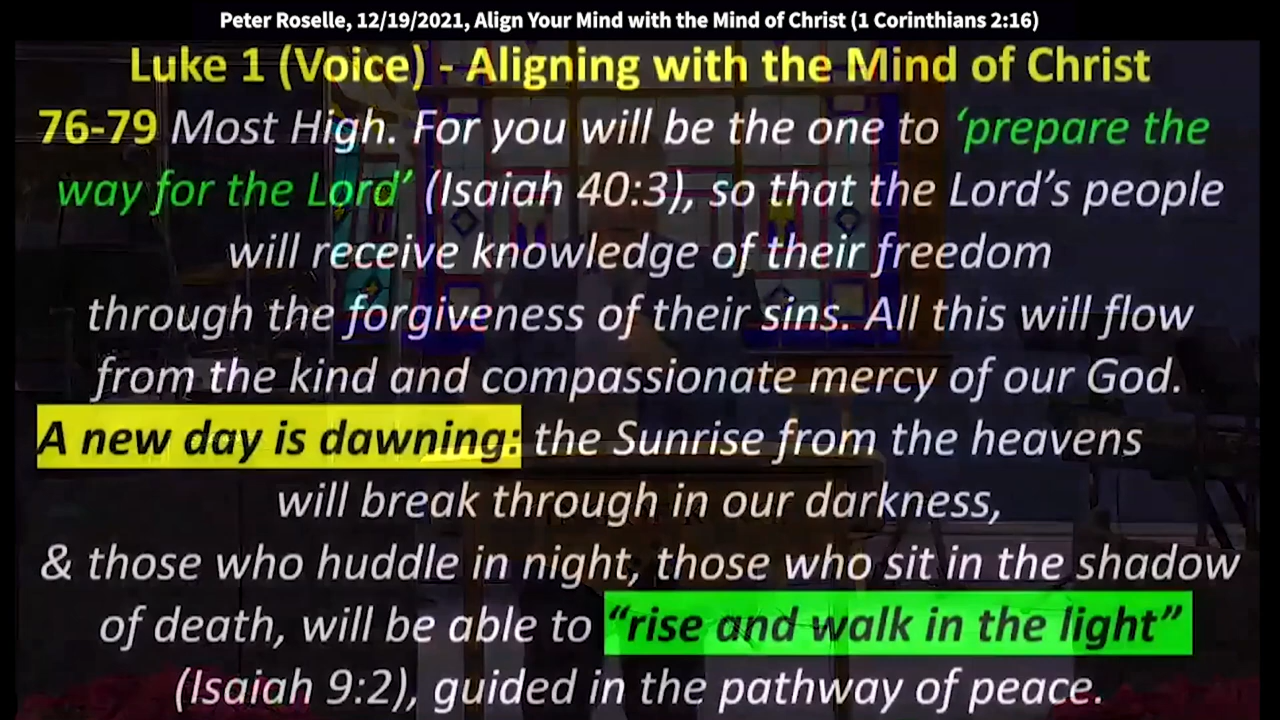 Peter Roselle, 12/19/2021, Align Your Mind with the Mind of Christ (1 Corinthians 2:16)
Luke 1 (Voice) - Aligning with the Mind of Christ
76-79 Most High. For you will be the one to ‘prepare the
way for the Lord’ (Isaiah 40:3), so that the Lord’s people
will receive knowledge of their freedom
through the forgiveness of their sins. All this will flow
from the kind and compassionate mercy of our God.
A new day is dawning: the Sunrise from the heavens
will break through in our darkness,
& those who huddle in night, those who sit in the shadow
of death, will be able to “rise and walk in the light”
(Isaiah 9:2), guided in the pathway of peace.